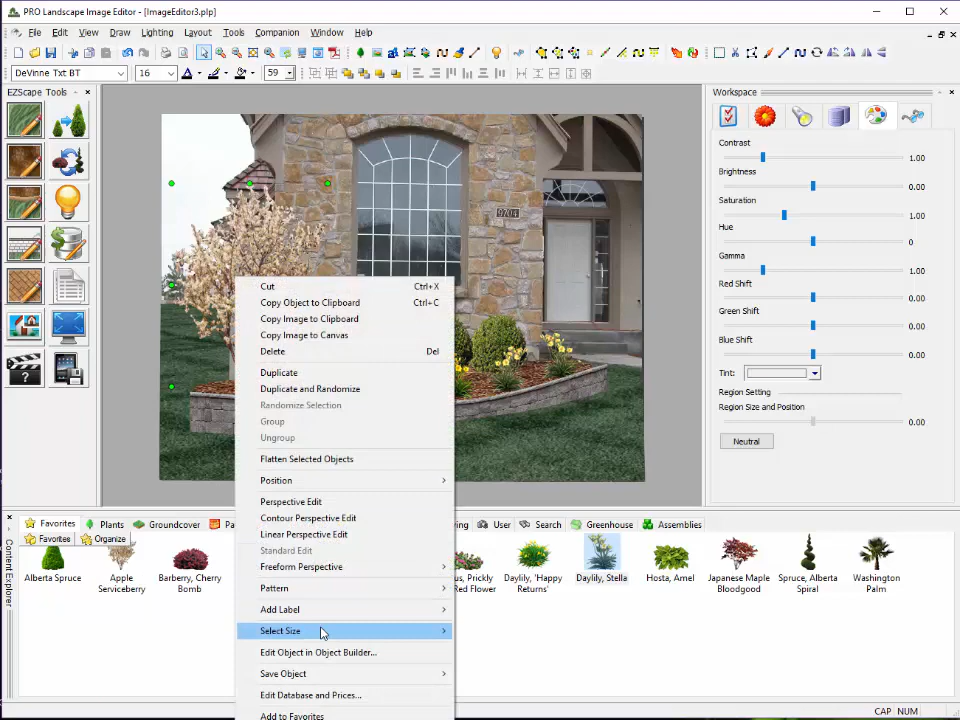 PRO Landscape Image Editor - [ImageEditor3.plp]
File Edit View Draw Lighting Layout Tools Companion Window Help
DeVinne Txt BT 16 59
EZScape Tools
Workspace
Contrast
1.00
Brightness
0.00
Saturation
1.00
Hue
0
Gamma
1.00
Red Shift
0.00
Green Shift
0.00
Blue Shift
0.00
Tint:
Region Setting
Region Size and Position
0.00
Neutral
9704
Cut Ctrl+X
Copy Object to Clipboard Ctrl+C
Copy Image to Clipboard
Copy Image to Canvas
Delete Del
Duplicate
Duplicate and Randomize
Randomize Selection
Group
Ungroup
Flatten Selected Objects
Position
Perspective Edit
Contour Perspective Edit
Linear Perspective Edit
Standard Edit
Freeform Perspective
Pattern
Add Label
Select Size
Edit Object in Object Builder...
Save Object
Edit Database and Prices...
Add to Favorites
Content Explorer
Favorites Plants Groundcover User Search Greenhouse Assemblies
Favorite Organize
Alberta Spruce
Apple Serviceberry
Barberry, Cherry Bomb
Prickly
Red Flower
Daylily, 'Happy Returns'
Daylily, Stella
Hosta, Amel
Japanese Maple Bloodgood
Spruce, Alberta Spiral
Washington Palm
CAP NUM